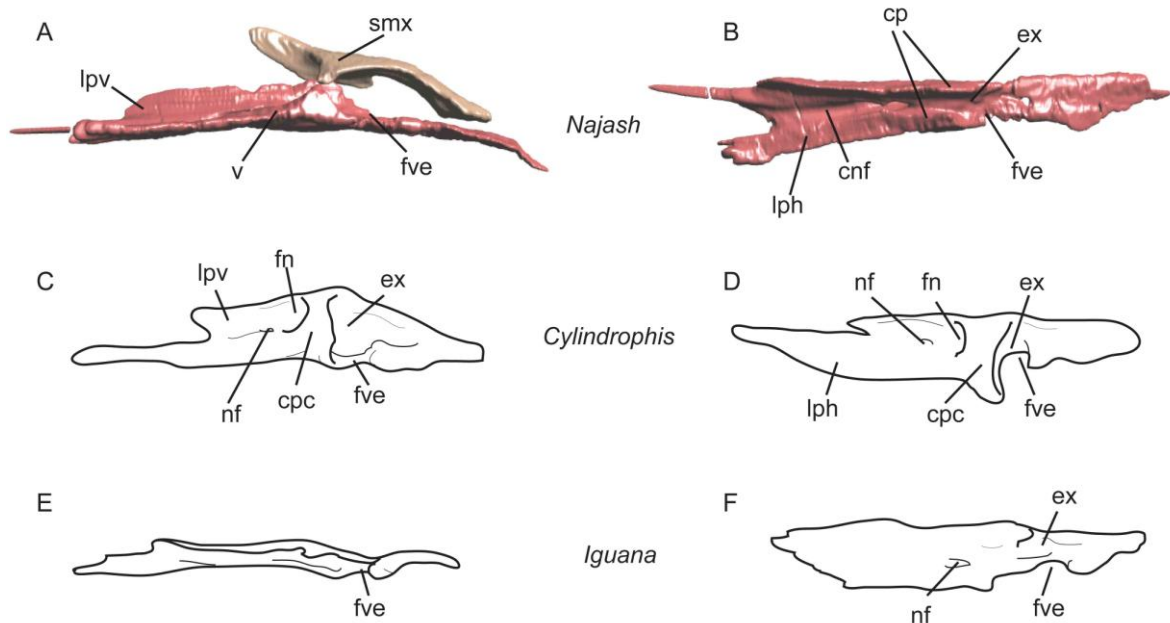 A
smx
lpv
v
fve
Najash
B
cp
ex
cnf
lph
fve
C
lpv
fn
ex
nf
cpc
fve
Cylindrophis
D
nf
fn
ex
lph
cpc
fve
E
fve
Iguana
F
ex
nf
fve